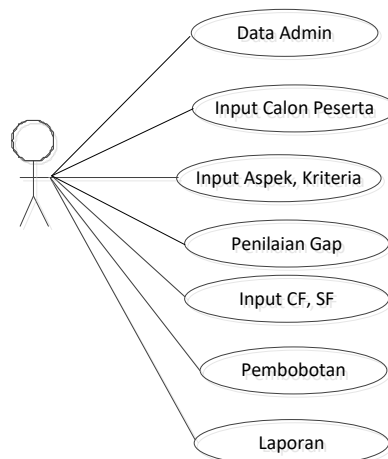 Data Admin
Input Calon Peserta
Input Aspek, Kriteria
Penilaian Gap
Input CF, SF
Pembobotan
Laporan